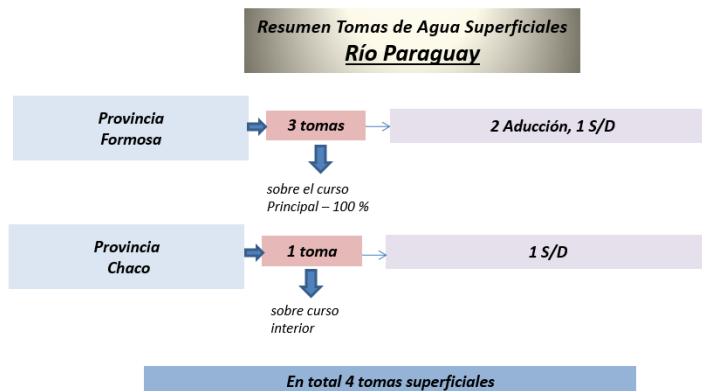 Resumen Tomas de Agua Superficiales
Río Paraguay
Provincia
Formosa
3 tomas
2 Aducción, 1 S/D
sobre el curso
Principal – 100 %
Provincia
Chaco
1 toma
1 S/D
sobre curso
interior
En total 4 tomas superficiales